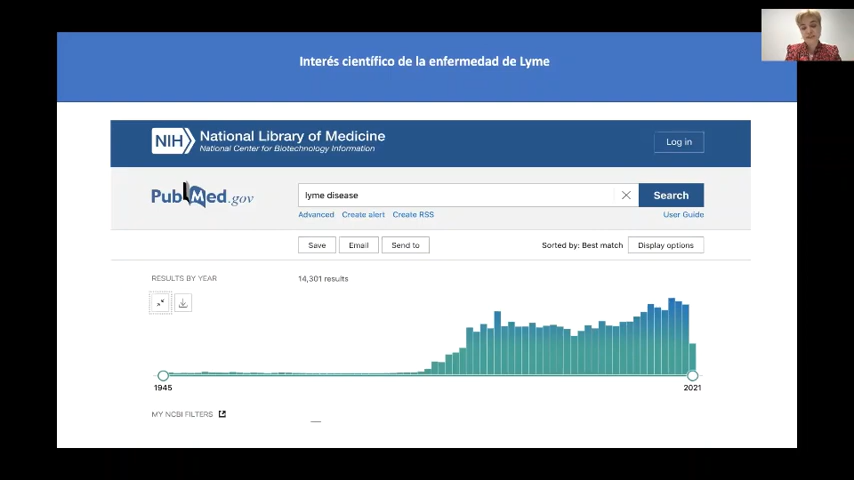 Interés científico de la enfermedad de Lyme
NIH National Library of Medicine
National Center for Biotechnology Information
Log in
PubMed.gov
lyme disease
Search
Advanced Create alert Create RSS
User Guide
Save Email Send to
Sorted by: Best match Display options
RESULTS BY YEAR
14,301 results
1945
2021
MY NCBI FILTERS